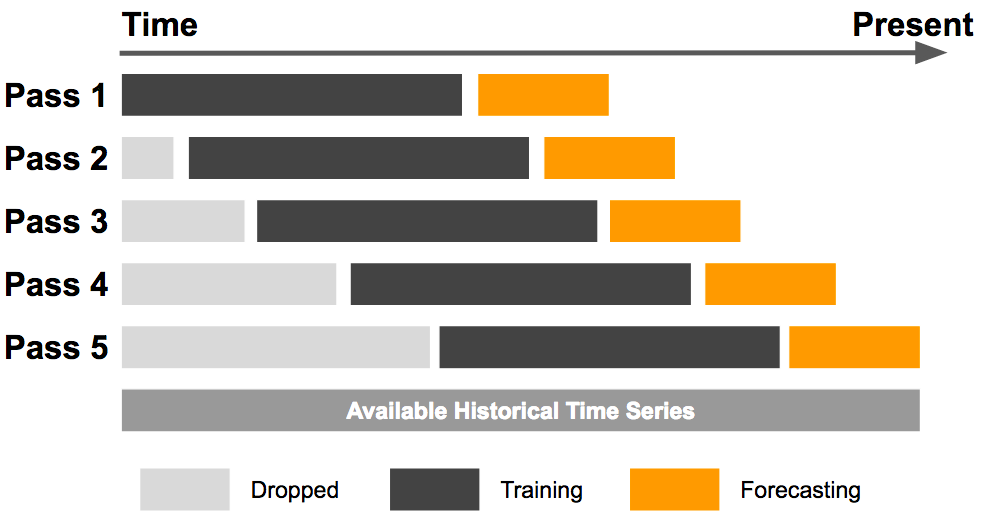 Time Present
Pass 1
Pass 2
Pass 3
Pass 4
Pass 5
Available Historical Time Series
Dropped Training Forecasting